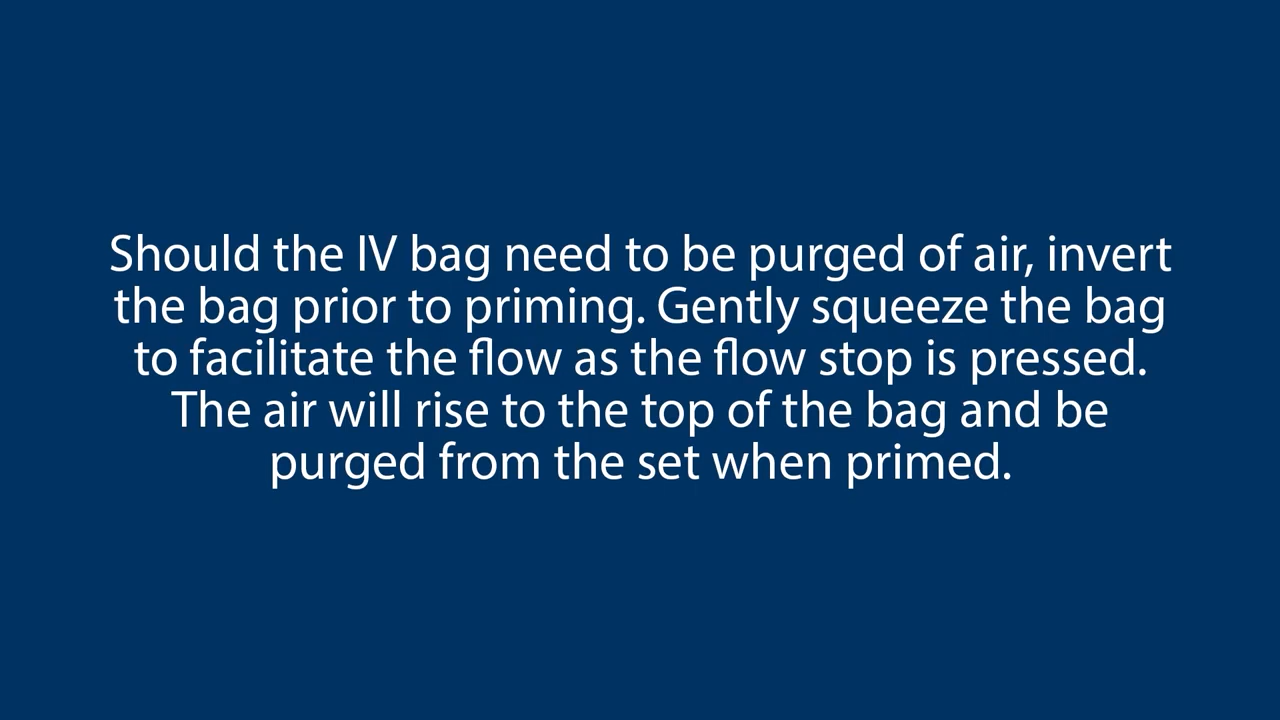 Should the IV bag need to be purged of air, invert
the bag prior to priming. Gently squeeze the bag
to facilitate the flow as the flow stop is pressed.
The air will rise to the top of the bag and be
purged from the set when primed.